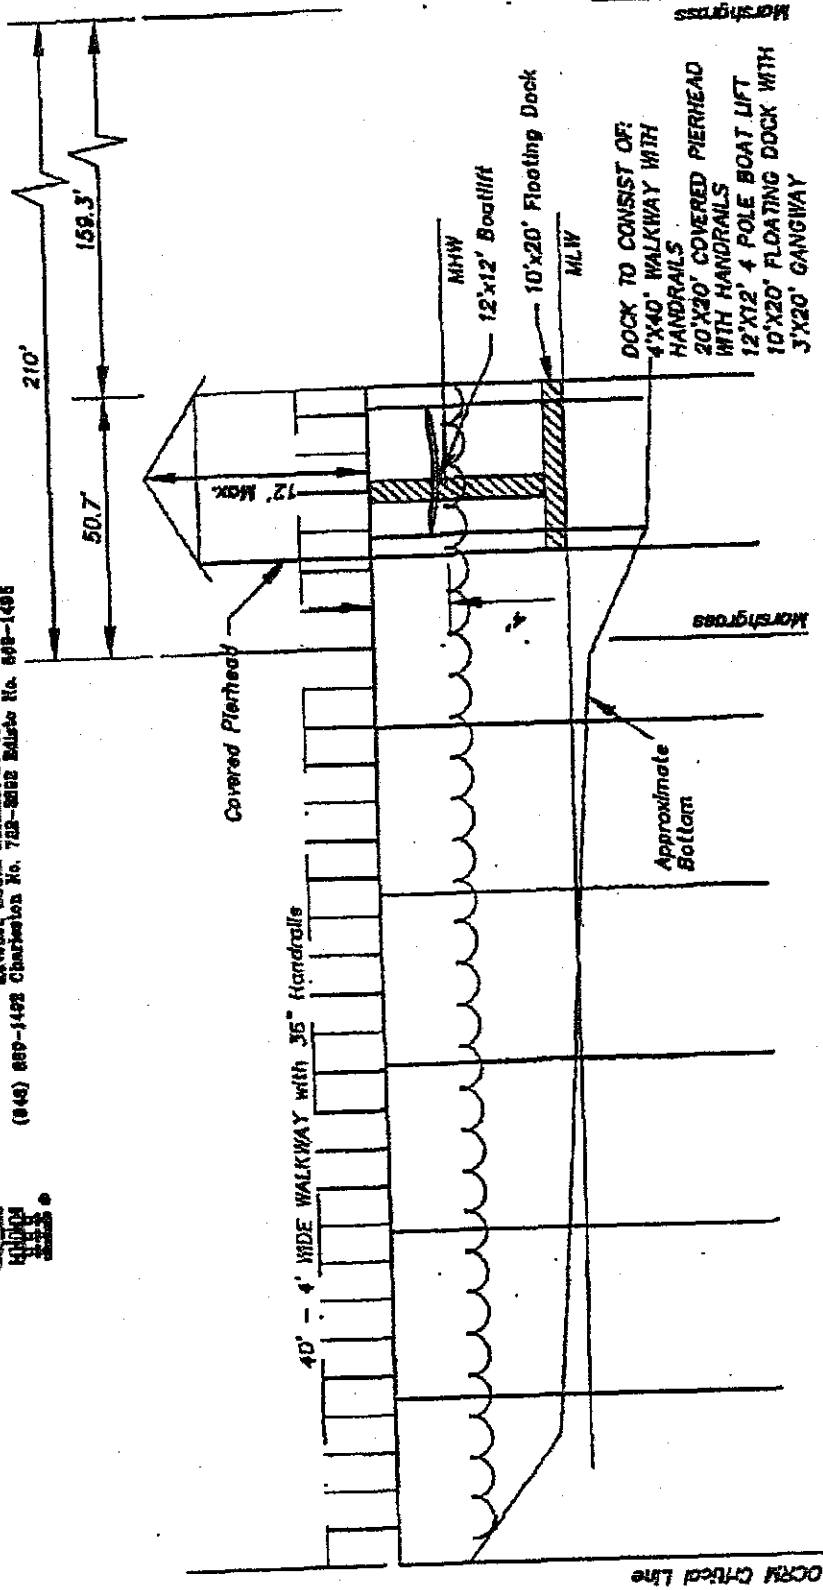 (843) 889-1492 Charleston No. 722-2892 Edisto No. 869-1495
210'
159.3'
50.7'
12' Max.
Covered Pierhead
40' - 4' WIDE WALKWAY with 36" Handrails
MHW
12'x12' Boatlift
10'x20' Floating Dock
MLW
4'
DOCK TO CONSIST OF:
4'X40' WALKWAY WITH
HANDRAILS
20'X20' COVERED PIERHEAD
WITH HANDRAILS
12'X12' 4 POLE BOAT LIFT
10'X20' FLOATING DOCK WITH
3'X20' GANGWAY
Approximate
Bottom
OCRM Critical Line
Marshgrass
Marshgrass